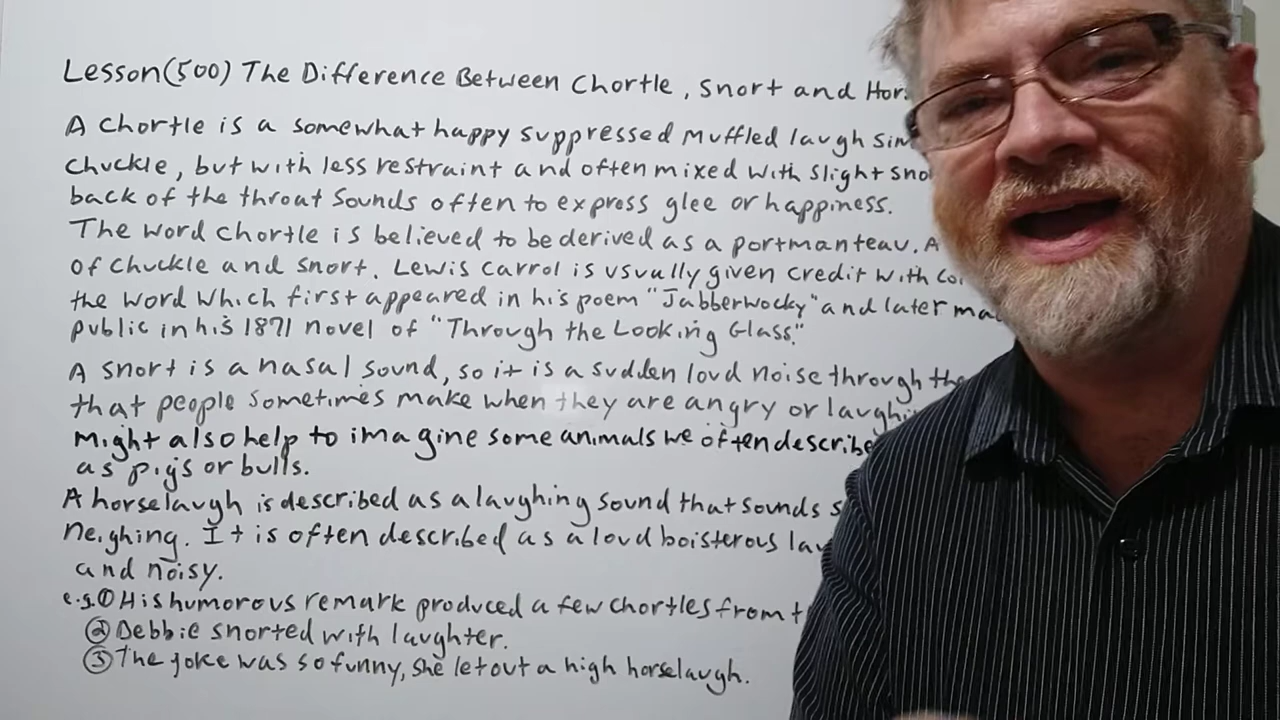 Lesson(500) The Difference Between Chortle, Snort and
A Chortle is a somewhat happy suppressed muffled laugh
chuckle, but with less restraint and often mixed with slight
back of the throat sounds often to express glee or happiness.
The word chortle is believed to be derived as a portmanteau. A
of chuckle and snort. Lewis Carrol is usually given credit with
the word which first appeared in his poem "Jabberwocky" and later
public in his 1871 novel of "Through the Looking Glass".
A snort is a nasal sound, so it is a sudden loud noise through
that people sometimes make when they are angry or
Might also help to imagine some animals we often describe
as pigs or bulls.
A horselaugh is described as a laughing sound that sounds
neighing. It is often described as a loud boisterous
and noisy.
e.g.① His humorous remark produced a few chortles from
② Debbie snorted with laughter.
③ The joke was so funny, she let out a high horselaugh.